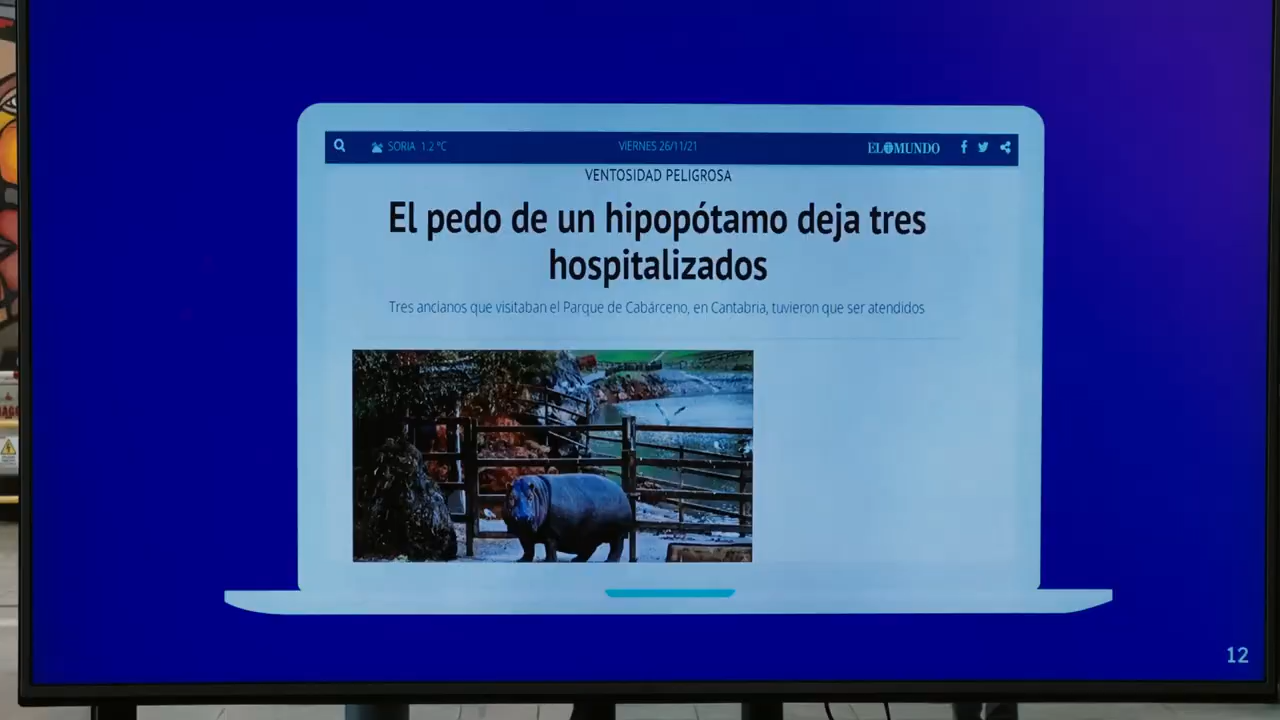 SORIA 1.2 °C
VIERNES 26/11/21
EL MUNDO
VENTOSIDAD PELIGROSA
El pedo de un hipopótamo deja tres
hospitalizados
Tres ancianos que visitaban el Parque de Cabárceno, en Cantabria, tuvieron que ser atendidos
12